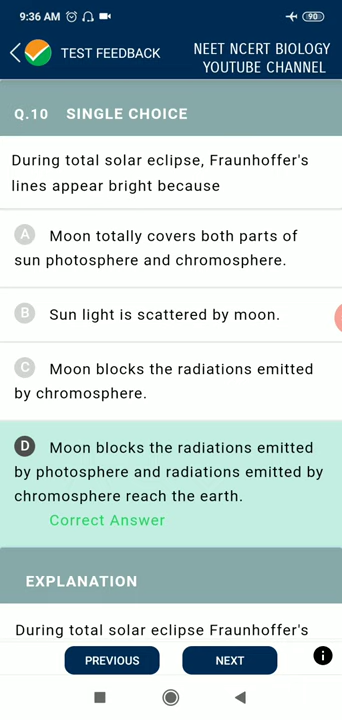 9:36 AM
90
TEST FEEDBACK
NEET NCERT BIOLOGY
YOUTUBE CHANNEL
Q.10 SINGLE CHOICE
During total solar eclipse, Fraunhoffer's
lines appear bright because
A Moon totally covers both parts of
sun photosphere and chromosphere.
B Sun light is scattered by moon.
C Moon blocks the radiations emitted
by chromosphere.
D Moon blocks the radiations emitted
by photosphere and radiations emitted by
chromosphere reach the earth.
Correct Answer
EXPLANATION
During total solar eclipse Fraunhoffer's
PREVIOUS
NEXT
i